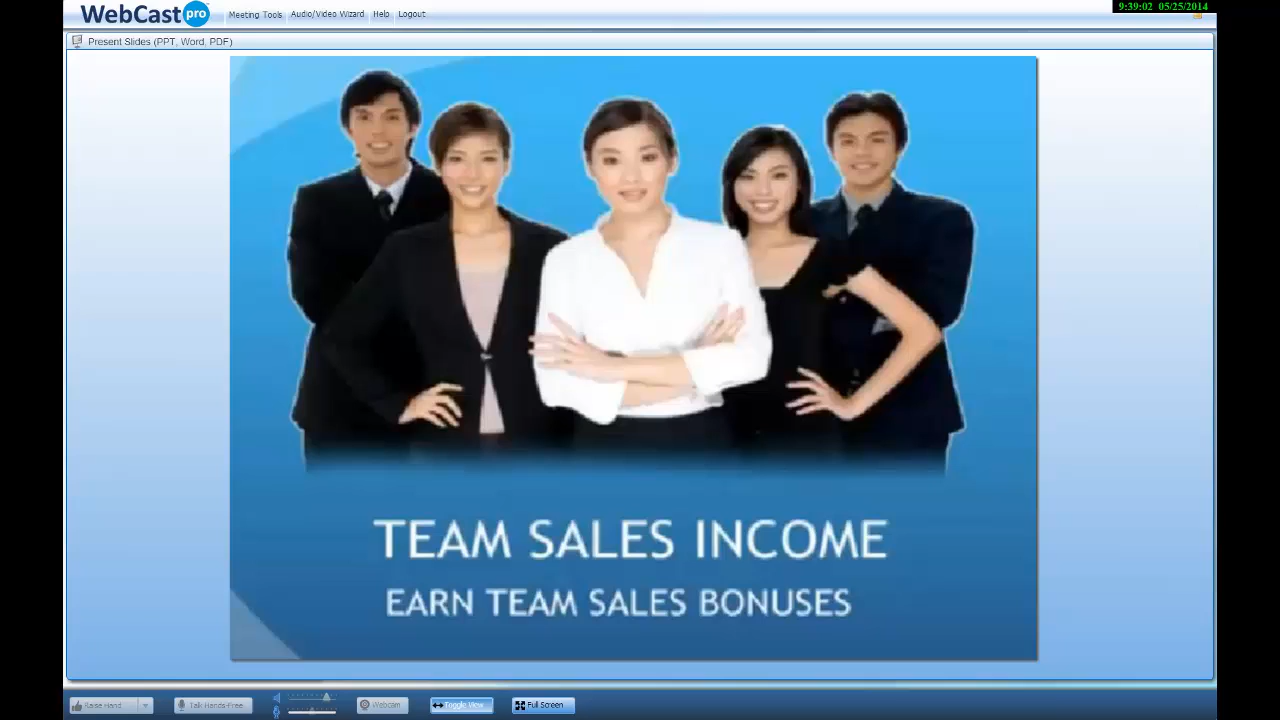 WebCast pro
Meeting Tools Audio/Video Wizard Help Logout
9:39:02 05/25/2014
Present Slides (PPT, Word, PDF)
TEAM SALES INCOME
EARN TEAM SALES BONUSES
Raise Hand Talk Hands-Free Webcam Toggle View Full Screen